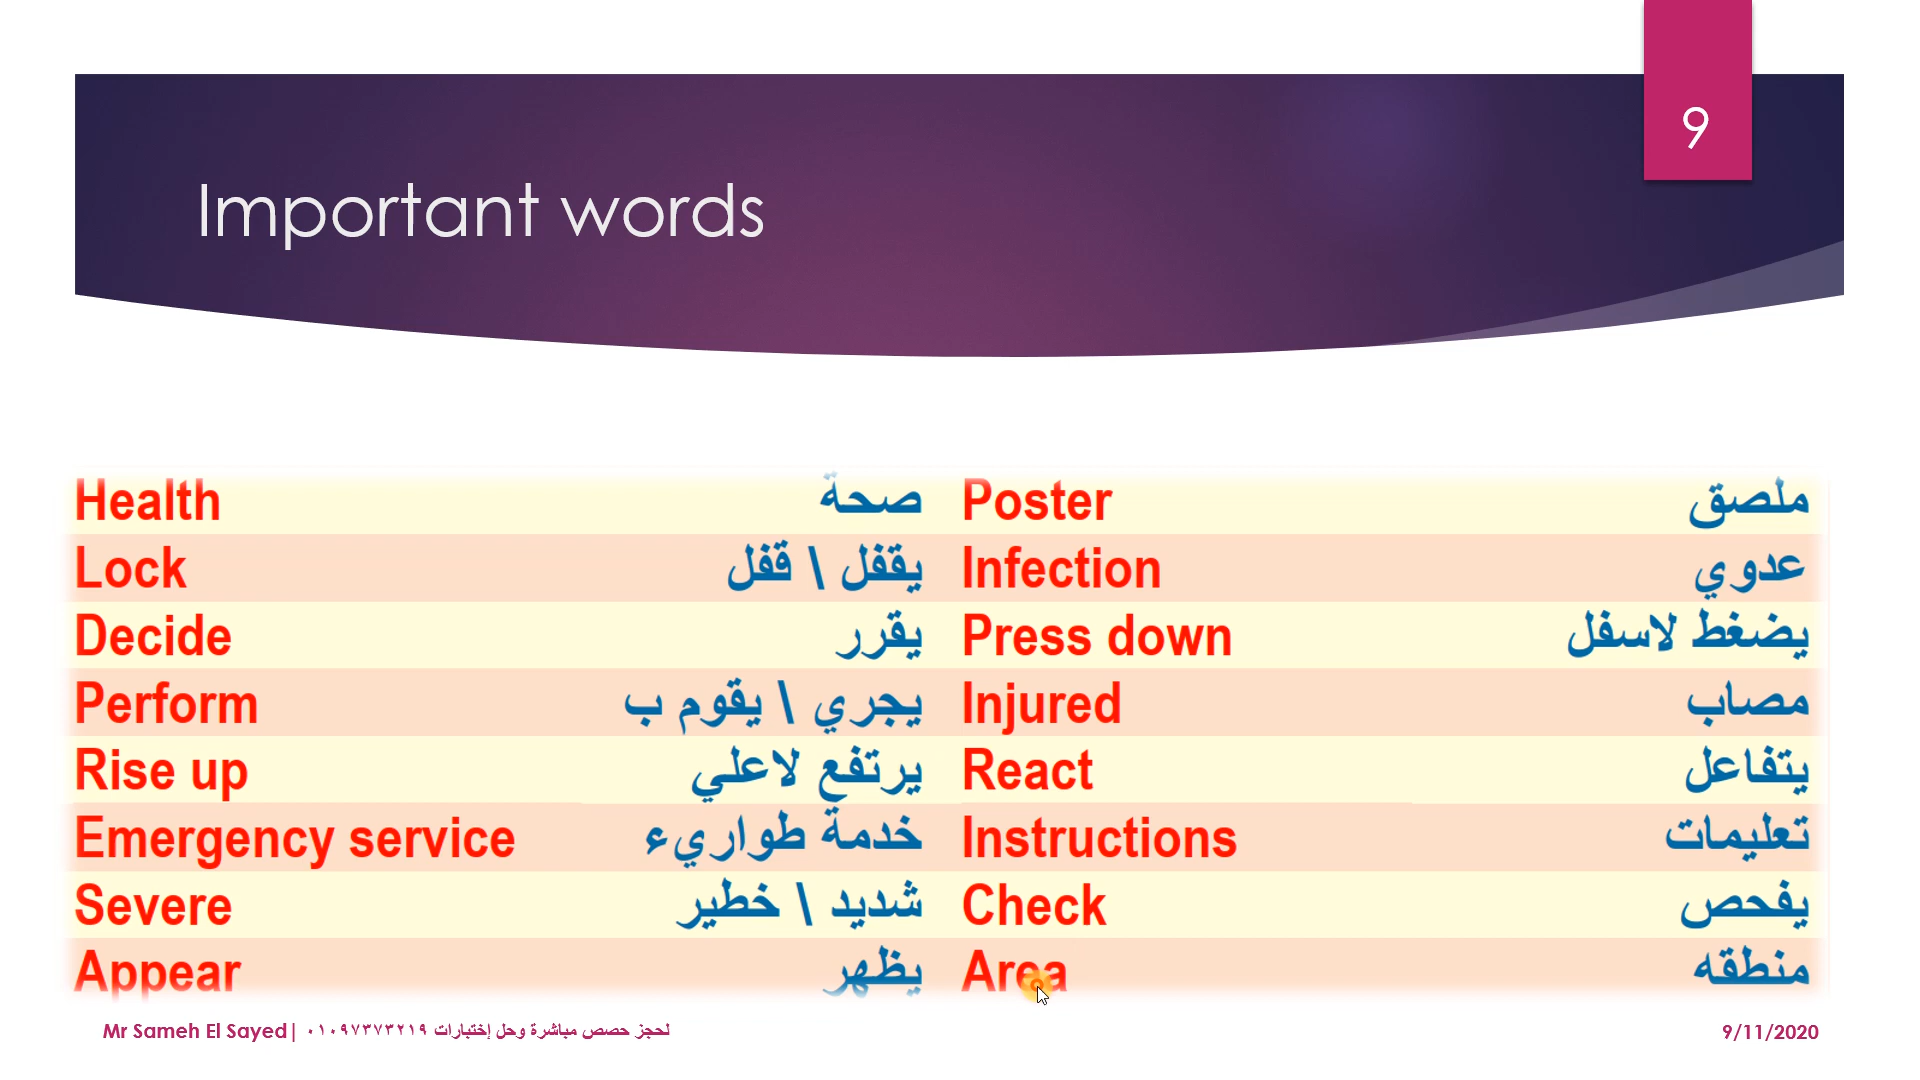 9
Important words
Health صحة Poster ملصق
Lock يقفل \ قفل Infection عدوي
Decide يقرر Press down يضغط لاسفل
Perform يجري \ يقوم ب Injured مصاب
Rise up يرتفع لاعلي React يتفاعل
Emergency service خدمة طواريء Instructions تعليمات
Severe شديد \ خطير Check يفحص
Appear يظهر Area منطقه
Mr Sameh El Sayed| لحجز حصص مباشرة وحل إختبارات ٠١٠٩٧٣٧٣٢١٩ 9/11/2020